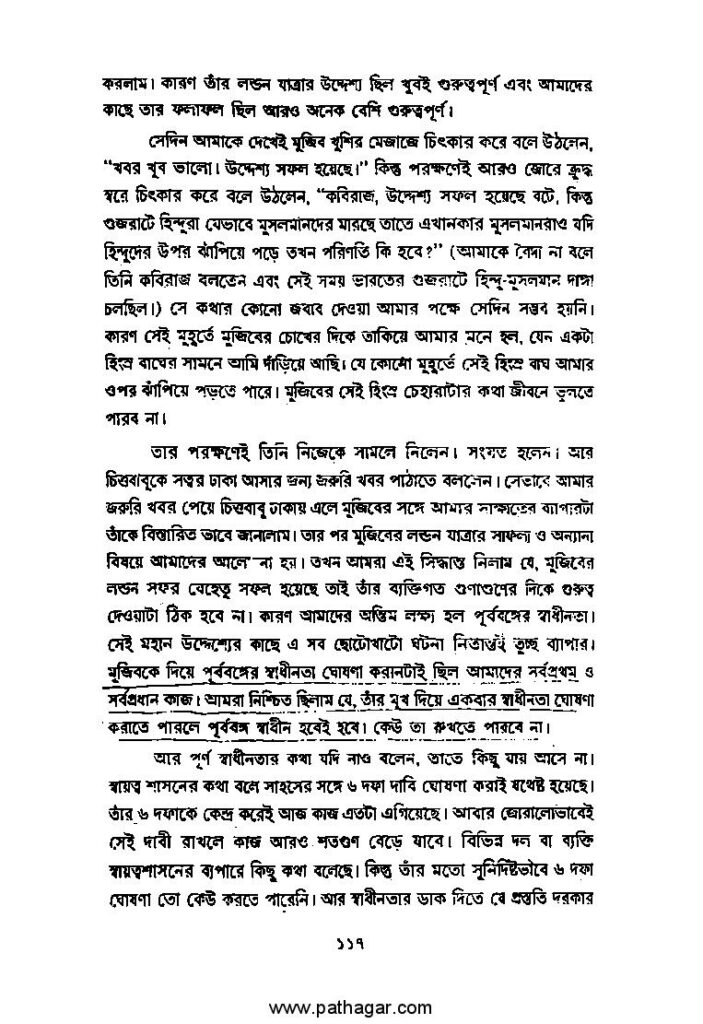 করলাম। কারণ তাঁর লন্ডন যাত্রার উদ্দেশ্য ছিল খুবই গুরুত্বপূর্ণ এবং আমাদের
কাছে তার ফলাফল ছিল আরও অনেক বেশি গুরুত্বপূর্ণ।
সেদিন আমাকে দেখেই মুজিব খুশির মেজাজে চিৎকার করে বলে উঠলেন,
"খবর খুব ভালো। উদ্দেশ্য সফল হয়েছে।" কিন্তু পরক্ষণেই আরও জোরে ক্রুদ্ধ
স্বরে চিৎকার করে বলে উঠলেন, "কবিরাজ, উদ্দেশ্য সফল হয়েছে বটে, কিন্তু
গুজরাটে হিন্দুরা যেভাবে মুসলমানদের মারছে তাতে এখানকার মুসলমানরাও যদি
হিন্দুদের উপর ঝাঁপিয়ে পড়ে তখন পরিণতি কি হবে?" (আমাকে বৈদ্য না বলে
তিনি কবিরাজ বলতেন এবং সেই সময় ভারতের গুজরাটে হিন্দু-মুসলমান দাঙ্গা
চলছিল।) সে কথার কোনো জবাব দেওয়া আমার পক্ষে সেদিন সম্ভব হয়নি।
কারণ সেই মুহূর্তে মুজিবের চোখের দিকে তাকিয়ে আমার মনে হল, যেন একটা
হিংস্র বাঘের সামনে আমি দাঁড়িয়ে আছি। যে কোনো মুহূর্তে সেই হিংস্র বাঘ আমার
ওপর ঝাঁপিয়ে পড়তে পারে। মুজিবের সেই হিংস্র চেহারাটার কথা জীবনে ভুলতে
পারব না।
তার পরক্ষণেই তিনি নিজেকে সামলে নিলেন। সংযত হলেন। আর
চিত্তবাবুকে সত্বর ঢাকা আসার জন্য জরুরি খবর পাঠাতে বললেন। সেভাবে আমার
জরুরি খবর পেয়ে চিত্তবাবু ঢাকায় এলে মুজিবের সঙ্গে আমার সাক্ষাতের ব্যাপারটা
তাঁকে বিস্তারিত ভাবে জানালাম। তার পর মুজিবের লন্ডন যাত্রার সাফল্য ও অন্যান্য
বিষয়ে আমাদের আলোচনা হয়। তখন আমরা এই সিদ্ধান্ত নিলাম যে, মুজিবের
লন্ডন সফর যেহেতু সফল হয়েছে তাই তাঁর ব্যক্তিগত গুণাগুণের দিকে গুরুত্ব
দেওয়াটা ঠিক হবে না। কারণ আমাদের অন্তিম লক্ষ্য হল পূর্ববঙ্গের স্বাধীনতা।
সেই মহান উদ্দেশ্যের কাছে এ সব ছোটোখাটো ঘটনা নিতান্তই তুচ্ছ ব্যাপার।
মুজিবকে দিয়ে পূর্ববঙ্গের স্বাধীনতা ঘোষণা করানটাই ছিল আমাদের সর্বপ্রথম ও
সর্বপ্রধান কাজ। আমরা নিশ্চিত ছিলাম যে, তাঁর মুখ দিয়ে একবার স্বাধীনতা ঘোষণা
করাতে পারলে পূর্ববঙ্গ স্বাধীন হবেই হবে। কেউ তা রুখতে পারবে না।
আর পূর্ণ স্বাধীনতার কথা যদি নাও বলেন, তাতে কিছু যায় আসে না।
স্বায়ত্ব শাসনের কথা বলে সাহসের সঙ্গে ৬ দফা দাবি ঘোষণা করাই যথেষ্ট হয়েছে।
তাঁর ৬ দফাকে কেন্দ্র করেই আজ কাজ এতটা এগিয়েছে। আবার জোরালোভাবেই
সেই দাবী রাখলে কাজ আরও শতগুণ বেড়ে যাবে। বিভিন্ন দল বা ব্যক্তি
স্বায়ত্বশাসনের ব্যপারে কিছু কথা বলেছে। কিন্তু তাঁর মতো সুনির্দিষ্টভাবে ৬ দফা
ঘোষণা তো কেউ করতে পারেনি। আর স্বাধীনতার ডাক দিতে যে প্রস্তুতি দরকার
১১৭
www.pathagar.com